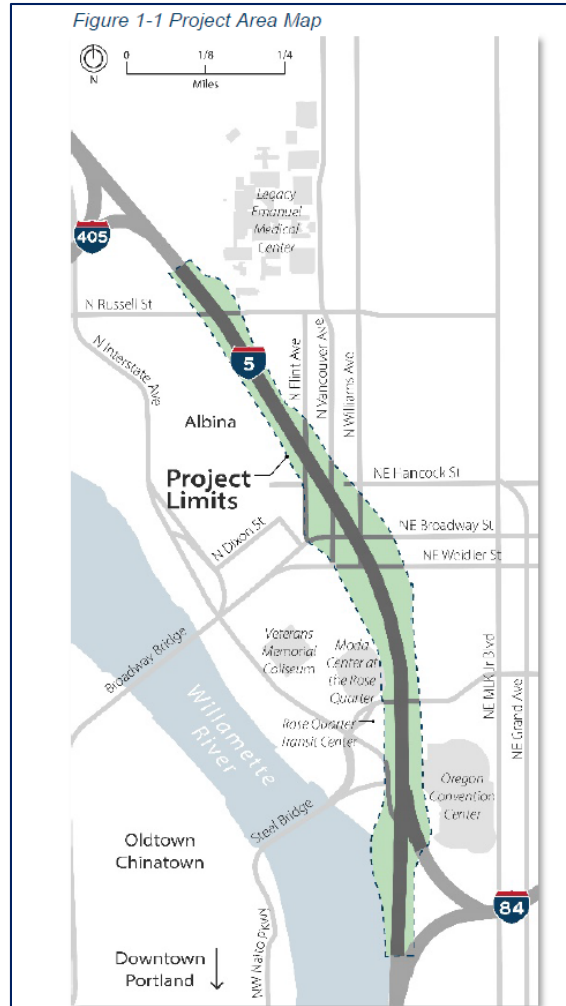 Figure 1-1 Project Area Map
N
0 1/8 1/4
Miles
405
Legacy
Emanuel
Medical
Center
N Russell St
N Interstate Ave
5
N Flint Ave
N Vancouver Ave
N Williams Ave
Albina
Project
Limits
NE Hancock St
NE Broadway St
NE Weidler St
N Dixon St
Broadway Bridge
Veterans
Memorial
Coliseum
Moda
Center at
the Rose
Quarter
NE MLK Jr Blvd
NE Grand Ave
Rose Quarter
Transit Center
Willamette
River
Oregon
Convention
Center
Steel Bridge
Oldtown
Chinatown
84
NW Naito Pkwy
Downtown
Portland